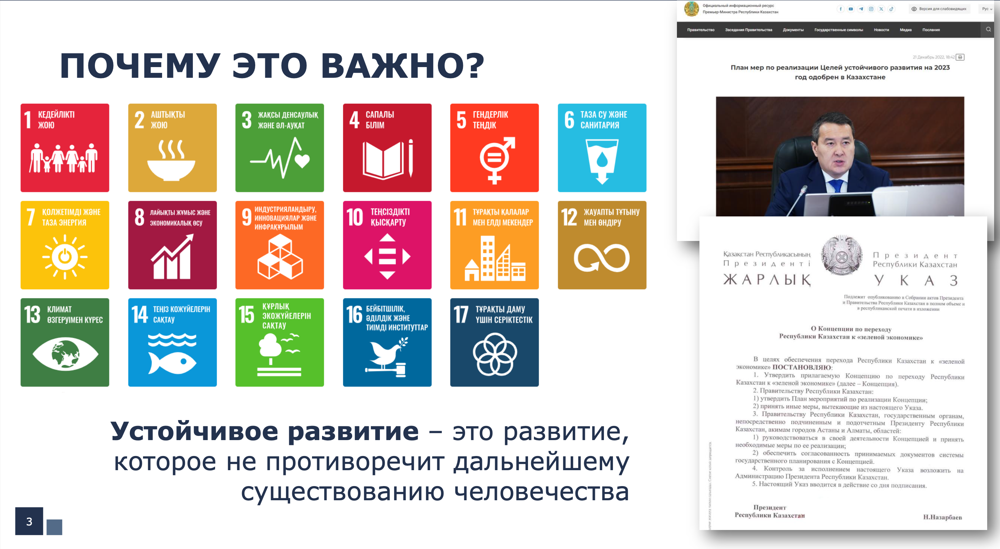 ПОЧЕМУ ЭТО ВАЖНО?
1 КЕДЕЙЛІКТІ
ЖОЮ
2 АШТЫҚТЫ
ЖОЮ
3 ЖАҚСЫ ДЕНСАУЛЫҚ
ЖӘНЕ ӘЛ-АУҚАТ
4 САПАЛЫ
БІЛІМ
5 ГЕНДЕРЛІК
ТЕҢДІК
6 ТАЗА СУ ЖӘНЕ
САНИТАРИЯ
7 ҚОЛЖЕТІМДІ ЖӘНЕ
ТАЗА ЭНЕРГИЯ
8 ЛАЙЫҚТЫ ЖҰМЫС ЖӘНЕ
ЭКОНОМИКАЛЫҚ ӨСУ
9 ИНДУСТРИЯЛАНДЫРУ,
ИННОВАЦИЯЛАР ЖӘНЕ
ИНФРАҚҰРЫЛЫМ
10 ТЕҢСІЗДІКТІ
ҚЫСҚАРТУ
11 ТҰРАҚТЫ ҚАЛАЛАР
МЕН ЕЛДІ МЕКЕНДЕР
12 ЖАУАПТЫ ТҰТЫНУ
МЕН ӨНДІРУ
13 КЛИМАТ
ӨЗГЕРУІМЕН КҮРЕС
14 ТЕҢІЗ КОЖҮЙЕЛЕРІН
САҚТАУ
15 ҚҰРЛЫҚ
ЭКОЖҮЙЕЛЕРІН
САҚТАУ
16 БЕЙБІТШІЛІК,
ӘДІЛДІК ЖӘНЕ
ТИІМДІ ИНСТИТУТТАР
17 ТҰРАҚТЫ ДАМУ
ҮШІН СЕРІКТЕСТІК
Устойчивое развитие – это развитие,
которое не противоречит дальнейшему
существованию человечества
3
Официальный информационный ресурс
Премьер-Министра Республики Казахстан
Версия для слабовидящих
Рус
Правительство Заседания Правительства Документы Государственные символы Новости Медиа Послания
21 Декабрь 2022, 18:42
План мер по реализации Целей устойчивого развития на 2023
год одобрен в Казахстане
Қазақстан Республикасының
Президенті
ЖАРЛЫҚ
ҚАЗАҚСТАН
Президент
Республики Казахстан
УКАЗ
Подлежит опубликованию в Собрании актов Президента
и Правительства Республики Казахстан в полном объеме и
в республиканской печати в изложении
О Концепции по переходу
Республики Казахстан к «зеленой экономике»
В целях обеспечения перехода Республики Казахстан к «зеленой
экономике» ПОСТАНОВЛЯЮ:
1. Утвердить прилагаемую Концепцию по переходу Республики
Казахстан к «зеленой экономике» (далее – Концепция).
2. Правительству Республики Казахстан:
1) утвердить План мероприятий по реализации Концепции;
2) принять иные меры, вытекающие из настоящего Указа.
3. Правительству Республики Казахстан, государственным органам,
непосредственно подчиненным и подотчетным Президенту Республики
Казахстан, акимам городов Астаны и Алматы, областей:
1) руководствоваться в своей деятельности Концепцией и принять
необходимые меры по ее реализации;
2) обеспечить согласованность принимаемых документов системы
государственного планирования с Концепцией.
4. Контроль за исполнением настоящего Указа возложить на
Администрацию Президента Республики Казахстан.
5. Настоящий Указ вводится в действие со дня подписания.
Президент
Республики Казахстан
Н.Назарбаев